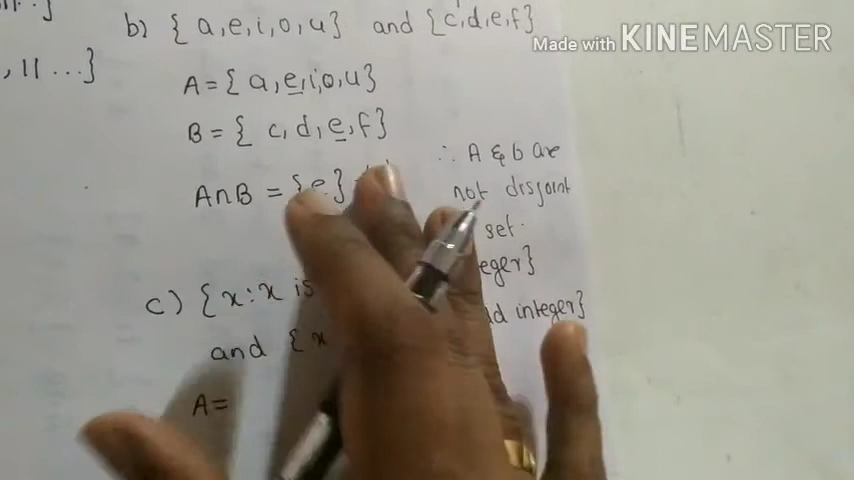 b) { a, e, i, o, u } and { c, d, e, f }
Made with KINEMASTER
, 11 ...}
A = { a, e, i, o, u }
B = { c, d, e, f }
∴ A & b are
A∩B = { e }
not disjoint
set.
c) { x : x is
eger }
and { x
integer }
A =